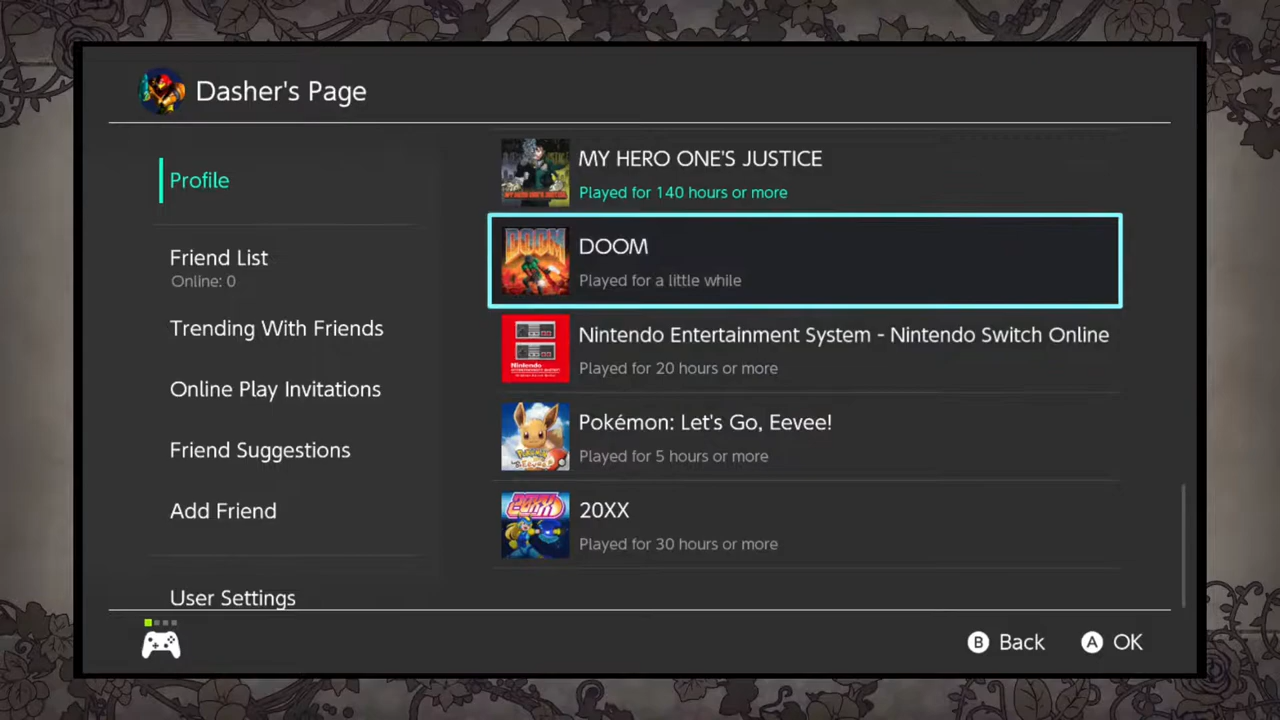 Dasher's Page
Profile
Friend List
Online: 0
Trending With Friends
Online Play Invitations
Friend Suggestions
Add Friend
User Settings
MY HERO ONE'S JUSTICE
Played for 140 hours or more
DOOM
DOOM
Played for a little while
Nintendo
Nintendo Entertainment System - Nintendo Switch Online
Played for 20 hours or more
Pokémon: Let's Go, Eevee!
Played for 5 hours or more
20XX
Played for 30 hours or more
B Back
A OK